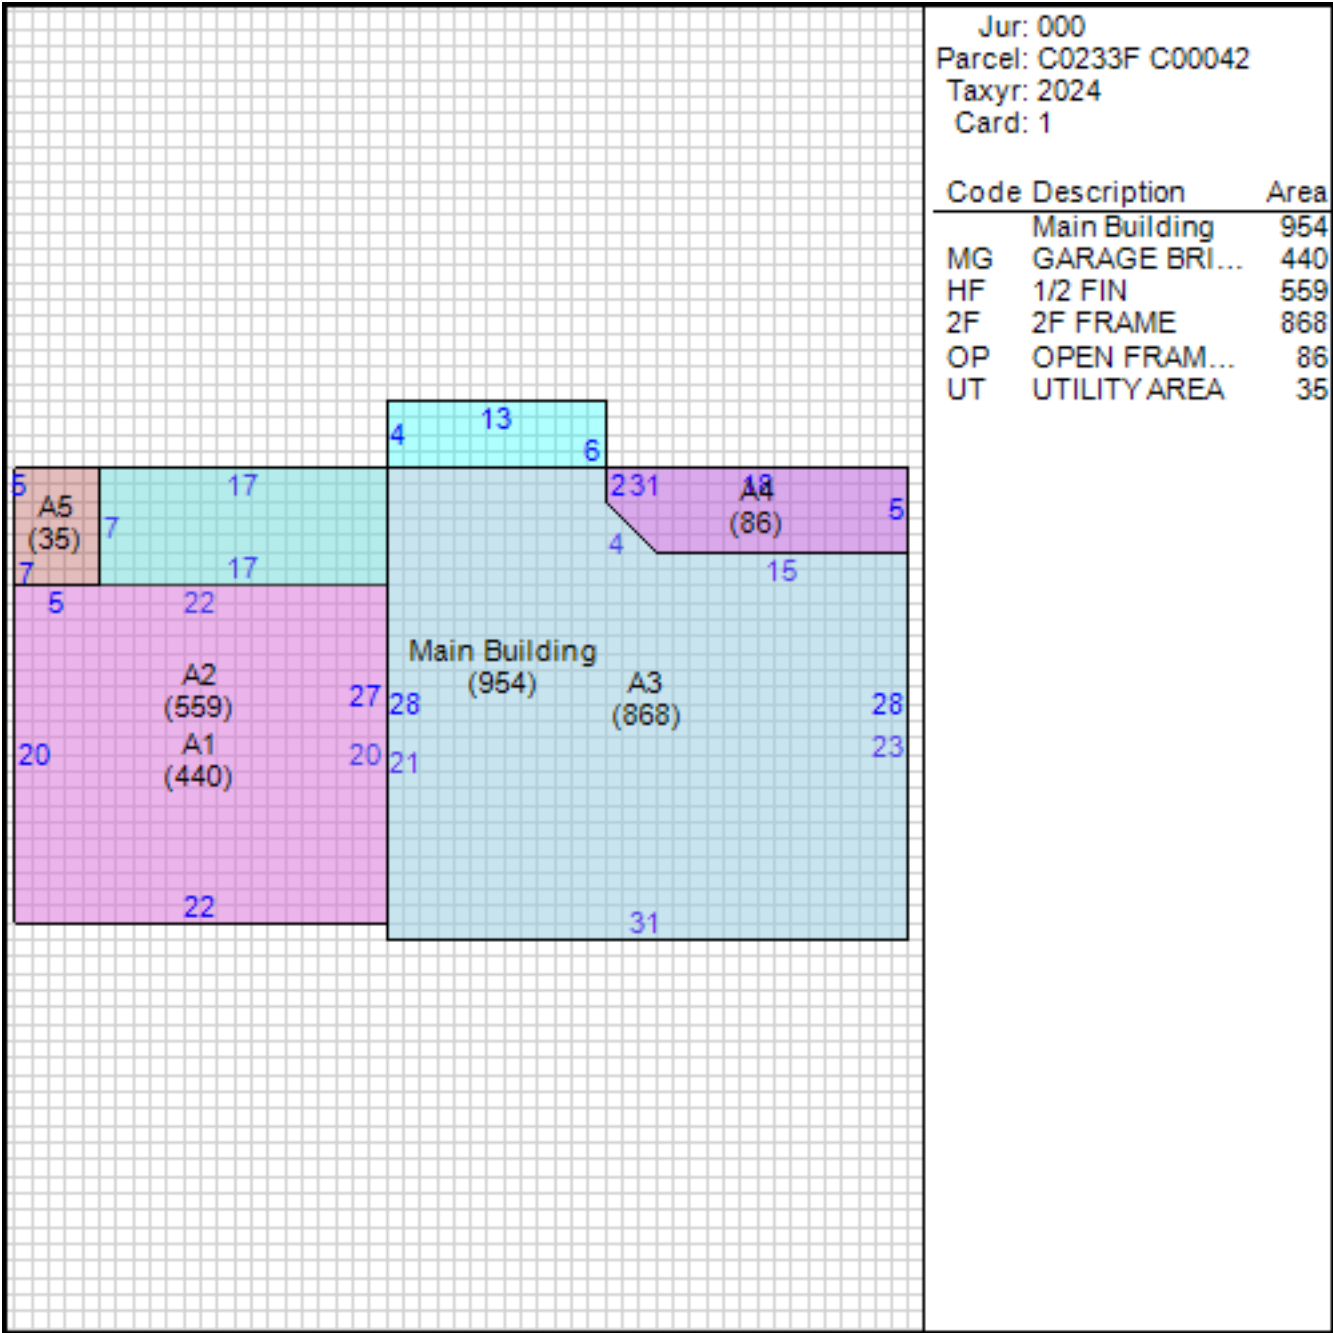 Jur: 000
Parcel: C0233F C00042
Taxyr: 2024
Card: 1
Code Description Area
Main Building 954
MG GARAGE BRI... 440
HF 1/2 FIN 559
2F 2F FRAME 868
OP OPEN FRAM... 86
UT UTILITY AREA 35
13
4
6
5
17
2
31
18
A4
(86)
5
A5
(35)
7
4
7
17
15
5
22
Main Building
(954)
A2
(559)
A3
(868)
27
28
28
A1
(440)
20
20
21
23
22
31